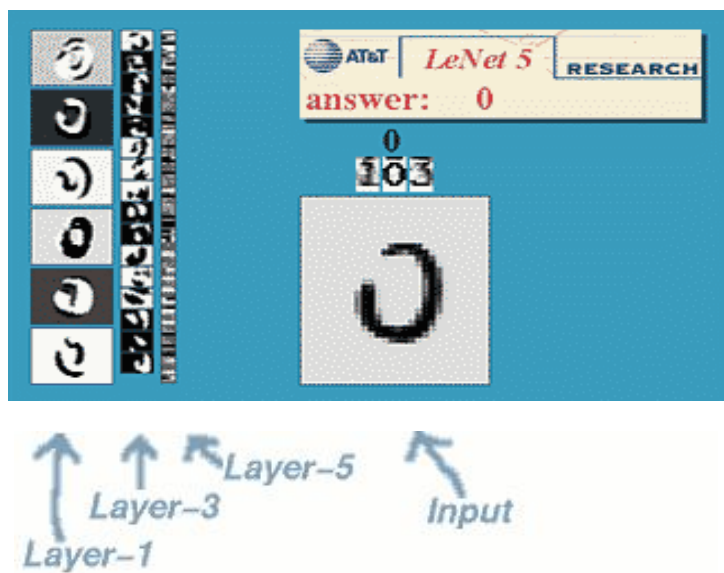 AT&T LeNet 5 RESEARCH
answer: 0
0
103
Layer-5
Layer-3
Input
Layer-1